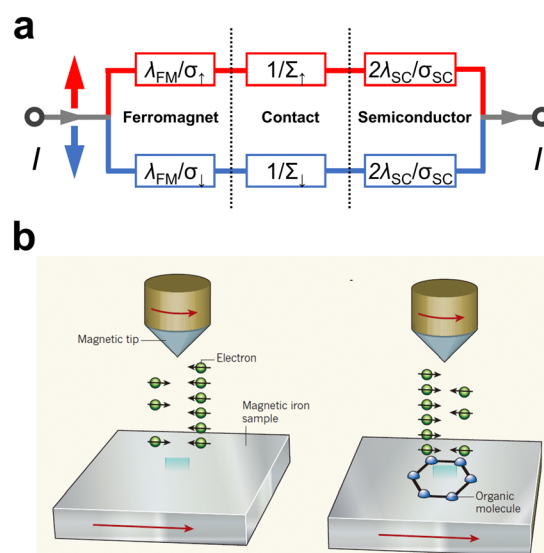 a
λFM/σ↑ 1/Σ↑ 2λSC/σSC
Ferromagnet Contact Semiconductor
I I
λFM/σ↓ 1/Σ↓ 2λSC/σSC
b
Magnetic tip
Electron
Magnetic iron
sample
Organic
molecule